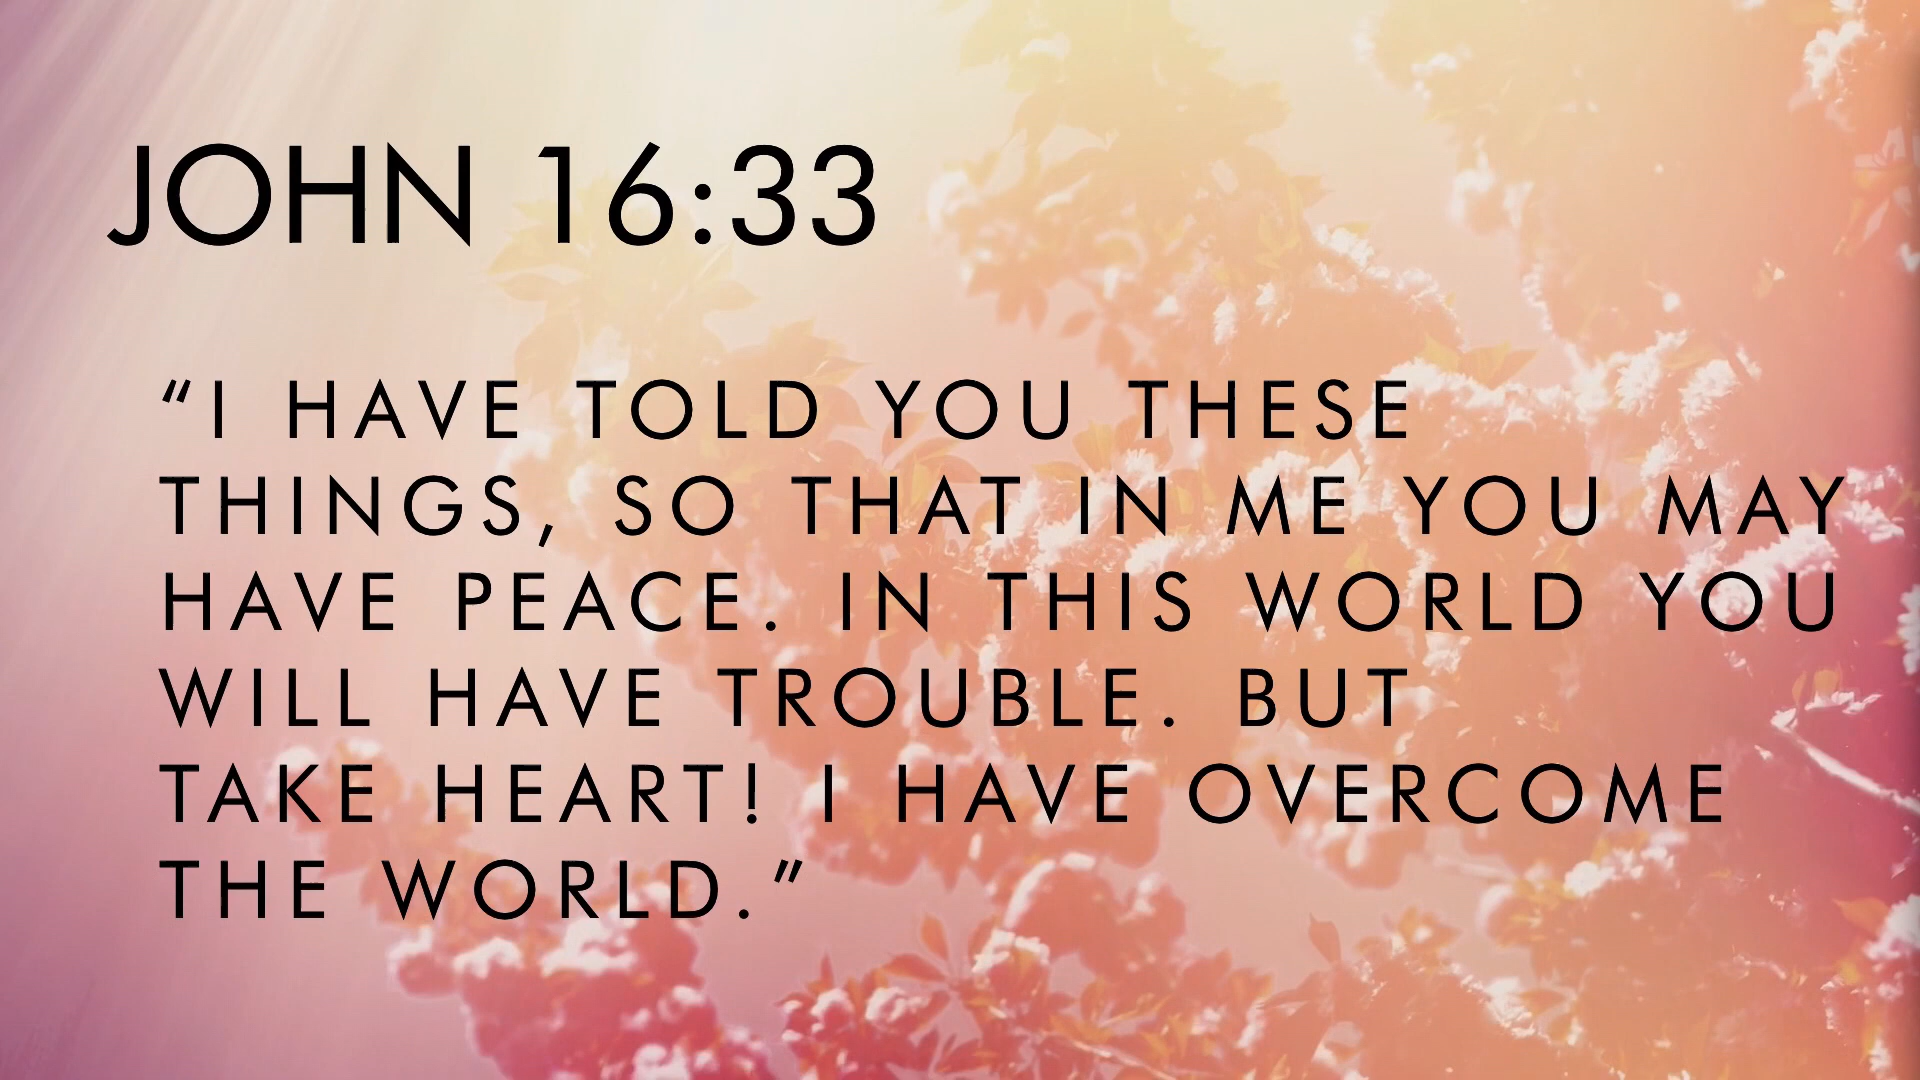 JOHN 16:33
“I HAVE TOLD YOU THESE
THINGS, SO THAT IN ME YOU MAY
HAVE PEACE. IN THIS WORLD YOU
WILL HAVE TROUBLE. BUT
TAKE HEART! I HAVE OVERCOME
THE WORLD.”